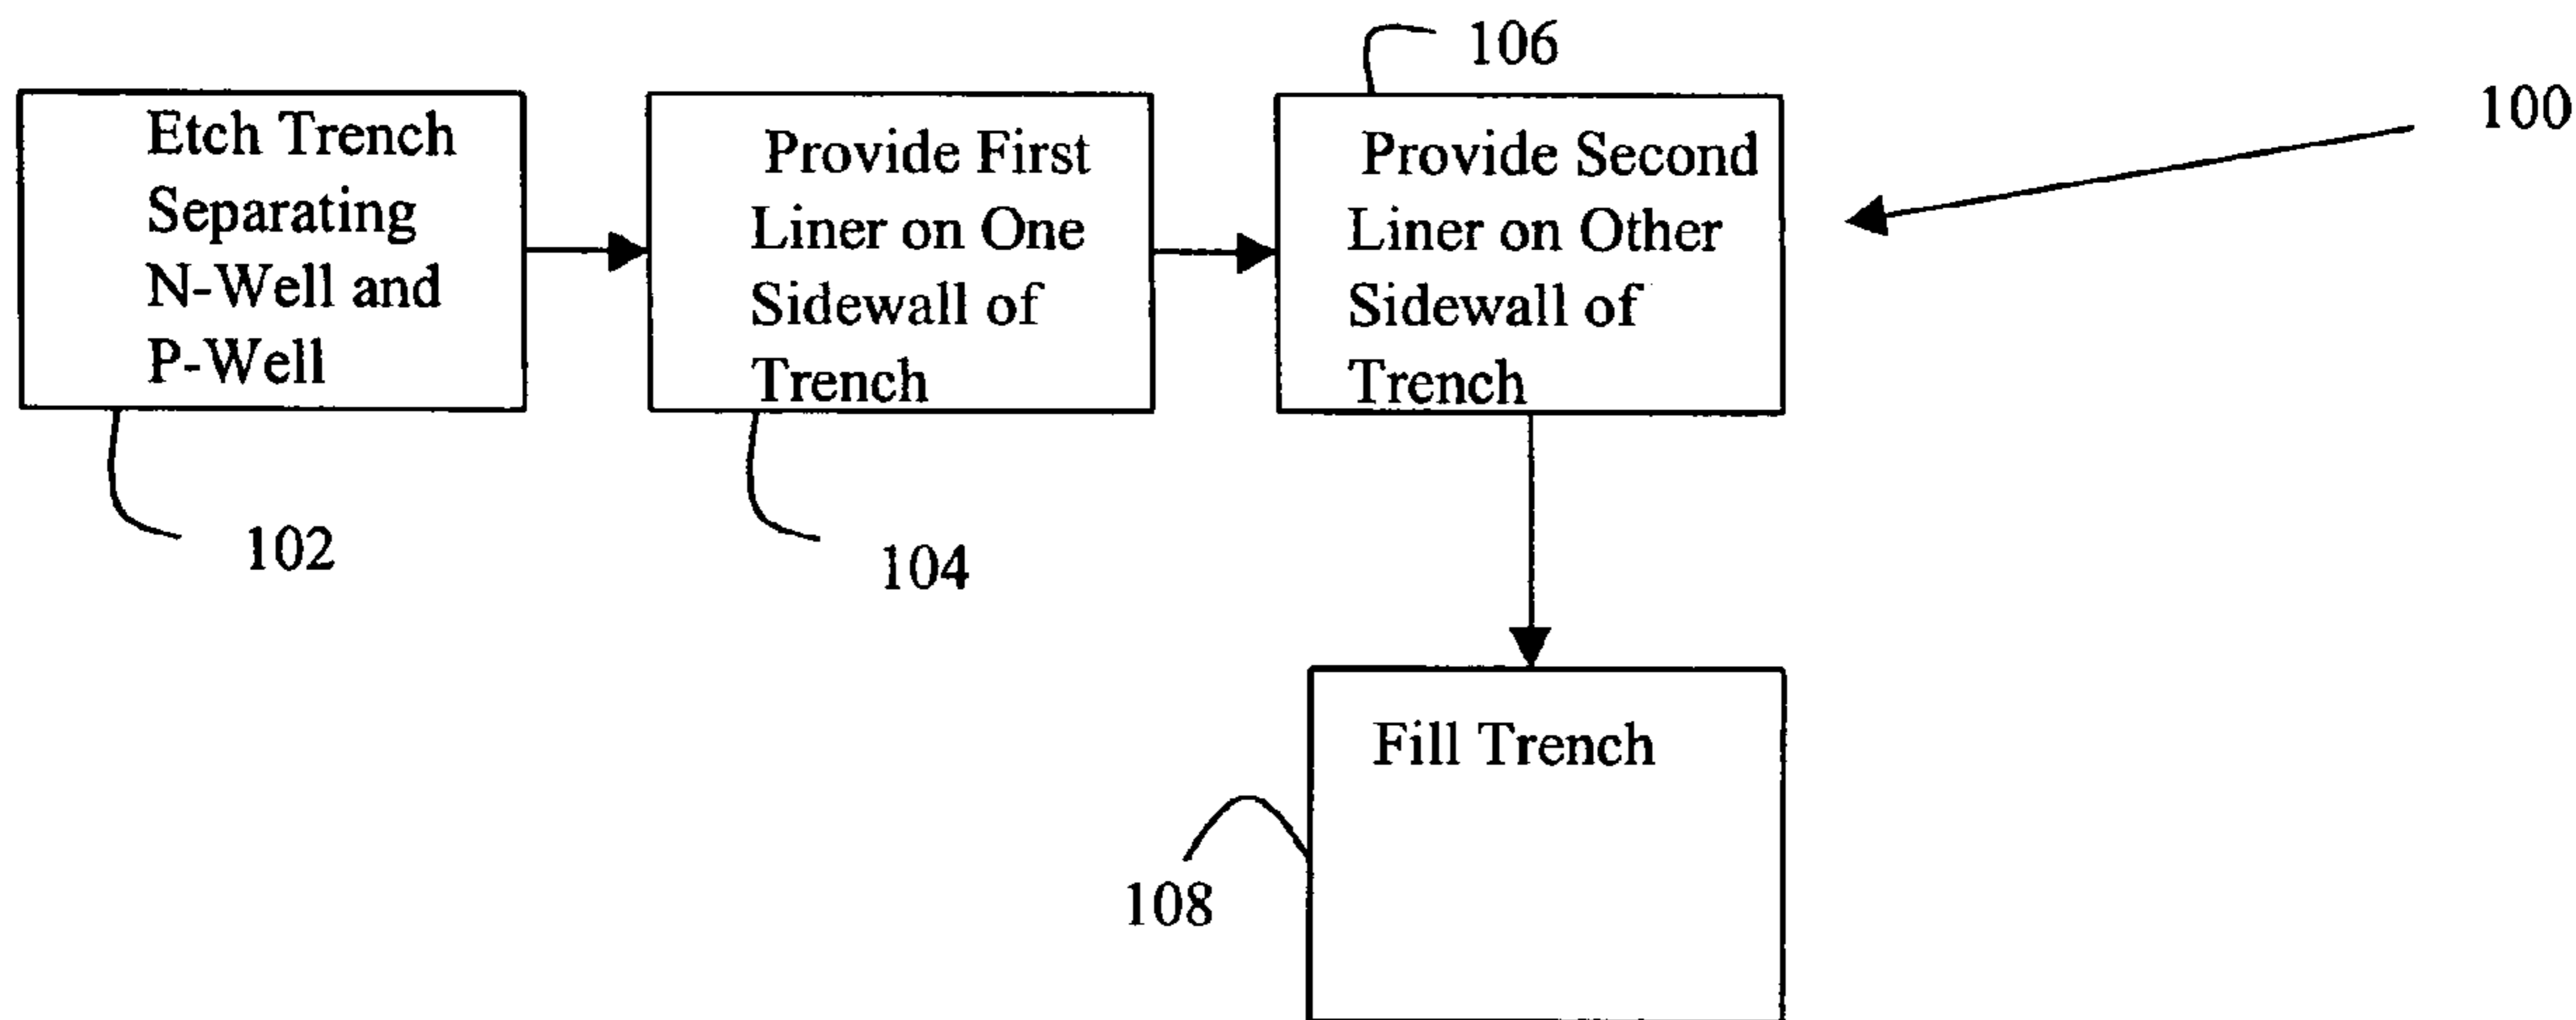 106
100
Etch Trench
Separating
N-Well and
P-Well
Provide First
Liner on One
Sidewall of
Trench
Provide Second
Liner on Other
Sidewall of
Trench
102
104
Fill Trench
108